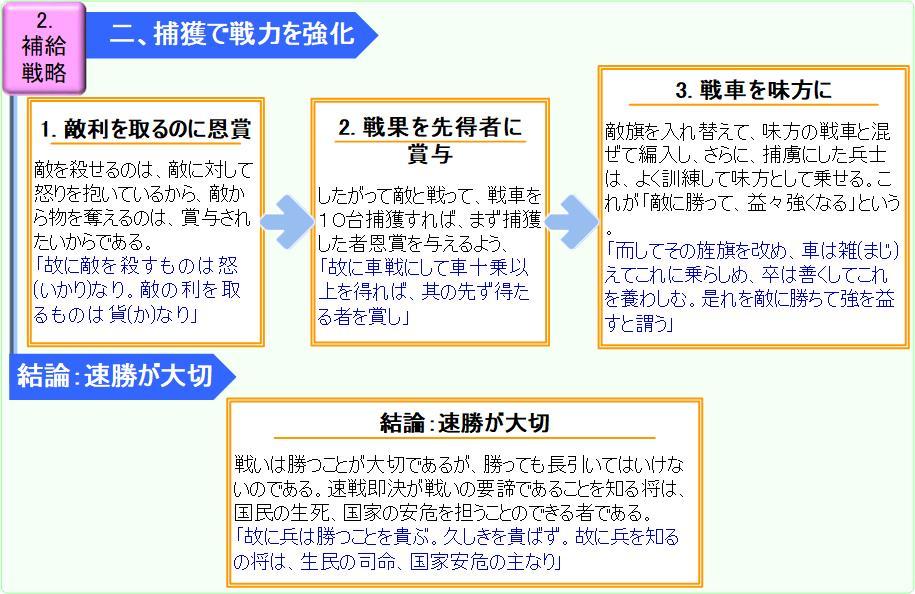 2.
補給
戦略
二、捕獲で戦力を強化
1. 敵利を取るのに恩賞
敵を殺せるのは、敵に対して
怒りを抱いているから、敵か
ら物を奪えるのは、賞与され
たいからである。
「故に敵を殺すものは怒
(いかり)なり。敵の利を取
るものは貨(か)なり」
2. 戦果を先得者に
賞与
したがって敵と戦って、戦車を
１０台捕獲すれば、まず捕獲
した者恩賞を与えるよう、
「故に車戦にして車十乗以
上を得れば、其の先ず得た
る者を賞し」
3. 戦車を味方に
敵旗を入れ替えて、味方の戦車と混
ぜて編入し、さらに、捕虜にした兵士
は、よく訓練して味方として乗せる。こ
れが「敵に勝って、益々強くなる」という
。
「而してその旌旗を改め、車は雑(まじ)
えてこれに乗らしめ、卒は善くしてこれ
を養わしむ。是れを敵に勝ちて強を益
すと謂う」
結論：速勝が大切
結論：速勝が大切
戦いは勝つことが大切であるが、勝っても長引いてはいけな
いのである。速戦即決が戦いの要諦であることを知る将は、
国民の生死、国家の安危を担うことのできる者である。
「故に兵は勝つことを貴ぶ。久しきを貴ばず。故に兵を知る
の将は、生民の司命、国家安危の主なり」